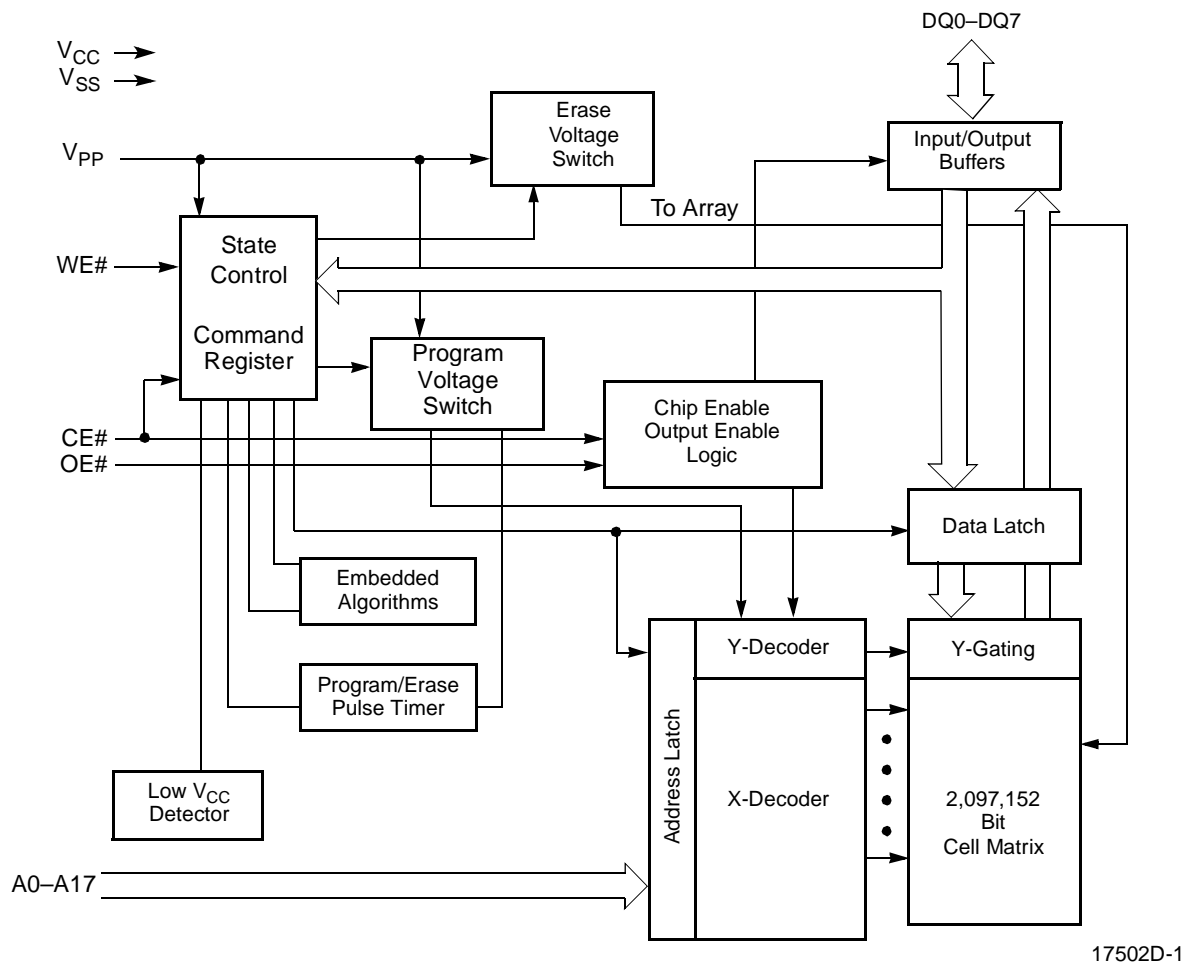 DQ0–DQ7
VCC
VSS
Erase
Voltage
Switch
Input/Output
Buffers
VPP
To Array
State
Control
WE#
Command
Register
Program
Voltage
Switch
Chip Enable
Output Enable
Logic
CE#
OE#
Data Latch
Embedded
Algorithms
Y-Decoder
Y-Gating
Program/Erase
Pulse Timer
Address Latch
Low VCC
Detector
X-Decoder
2,097,152
Bit
Cell Matrix
A0–A17
17502D-1